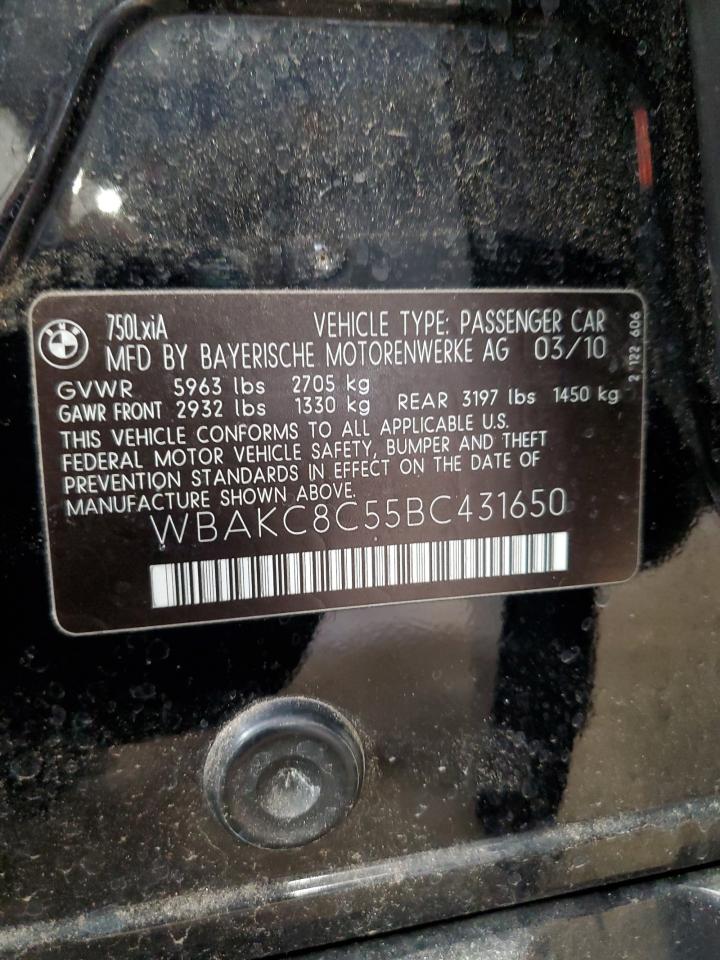 BMW
750LxiA VEHICLE TYPE: PASSENGER CAR
MFD BY BAYERISCHE MOTORENWERKE AG 03/10
GVWR 5963 lbs 2705 kg
GAWR FRONT 2932 lbs 1330 kg REAR 3197 lbs 1450 kg
THIS VEHICLE CONFORMS TO ALL APPLICABLE U.S.
FEDERAL MOTOR VEHICLE SAFETY, BUMPER AND THEFT
PREVENTION STANDARDS IN EFFECT ON THE DATE OF
MANUFACTURE SHOWN ABOVE.
WBAKC8C55BC431650
2 122 606